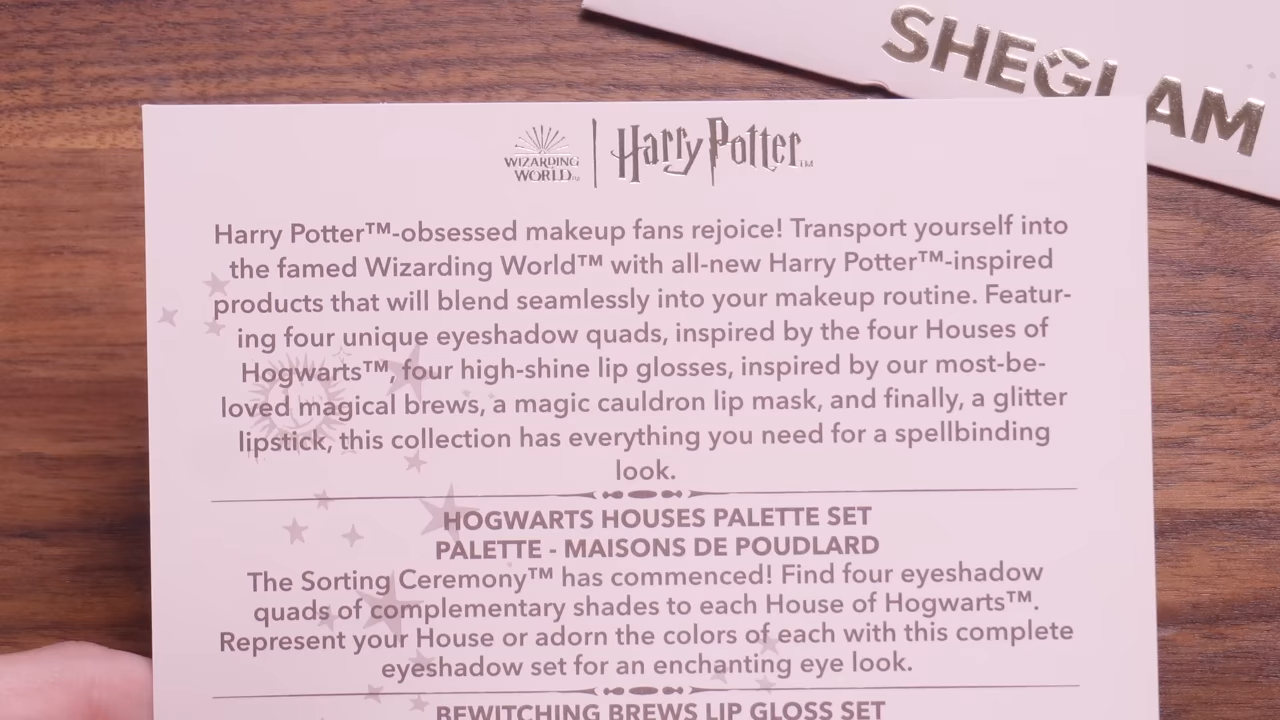 SHEGLAM
WIZARDING
WORLD™
Harry Potter™
Harry Potter™-obsessed makeup fans rejoice! Transport yourself into
the famed Wizarding World™ with all-new Harry Potter™-inspired
products that will blend seamlessly into your makeup routine. Featur-
ing four unique eyeshadow quads, inspired by the four Houses of
Hogwarts™, four high-shine lip glosses, inspired by our most-be-
loved magical brews, a magic cauldron lip mask, and finally, a glitter
lipstick, this collection has everything you need for a spellbinding
look.
HOGWARTS HOUSES PALETTE SET
PALETTE - MAISONS DE POUDLARD
The Sorting Ceremony™ has commenced! Find four eyeshadow
quads of complementary shades to each House of Hogwarts™.
Represent your House or adorn the colors of each with this complete
eyeshadow set for an enchanting eye look.
BEWITCHING BREWS LIP GLOSS SET